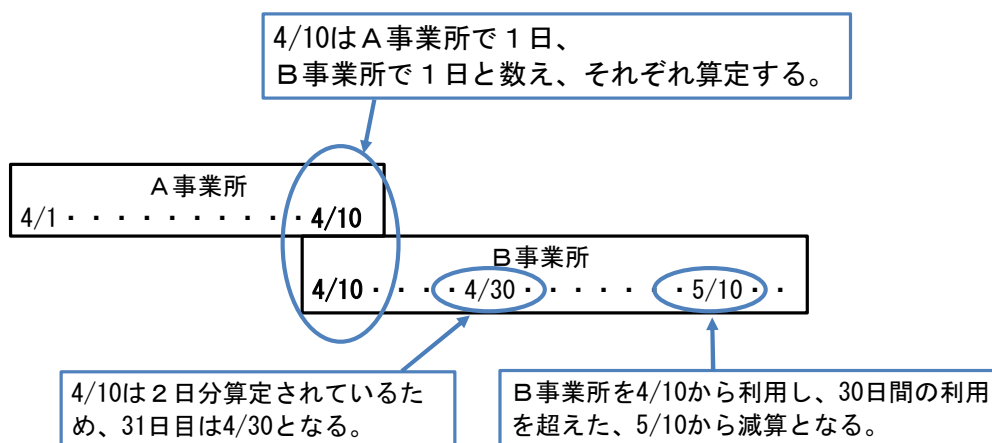 4/10はＡ事業所で１日、
Ｂ事業所で１日と数え、それぞれ算定する。
Ａ事業所
4/1・・・・・・・・・・4/10
Ｂ事業所
4/10・・・・4/30・・・・・・・5/10・・
4/10は２日分算定されているた
め、31日目は4/30となる。
Ｂ事業所を4/10から利用し、30日間の利用
を超えた、5/10から減算となる。